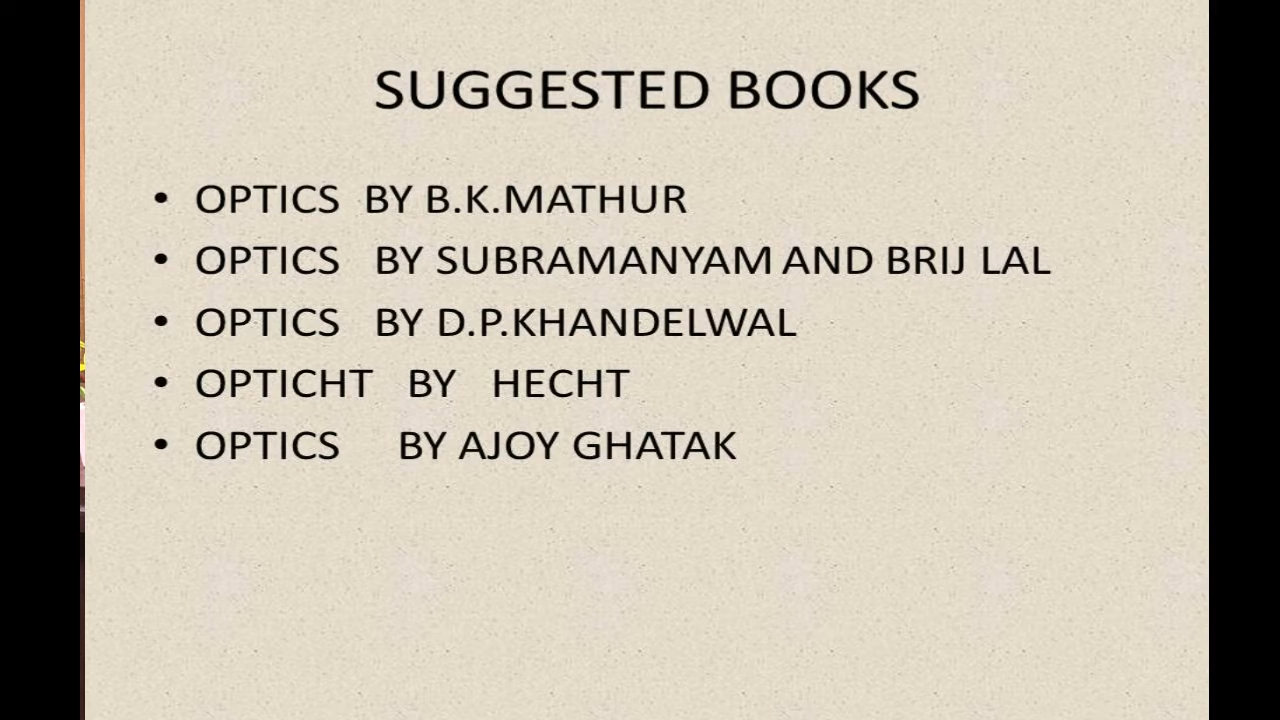 SUGGESTED BOOKS
• OPTICS BY B.K.MATHUR
• OPTICS BY SUBRAMANYAM AND BRIJ LAL
• OPTICS BY D.P.KHANDELWAL
• OPTICHT BY HECHT
• OPTICS BY AJOY GHATAK